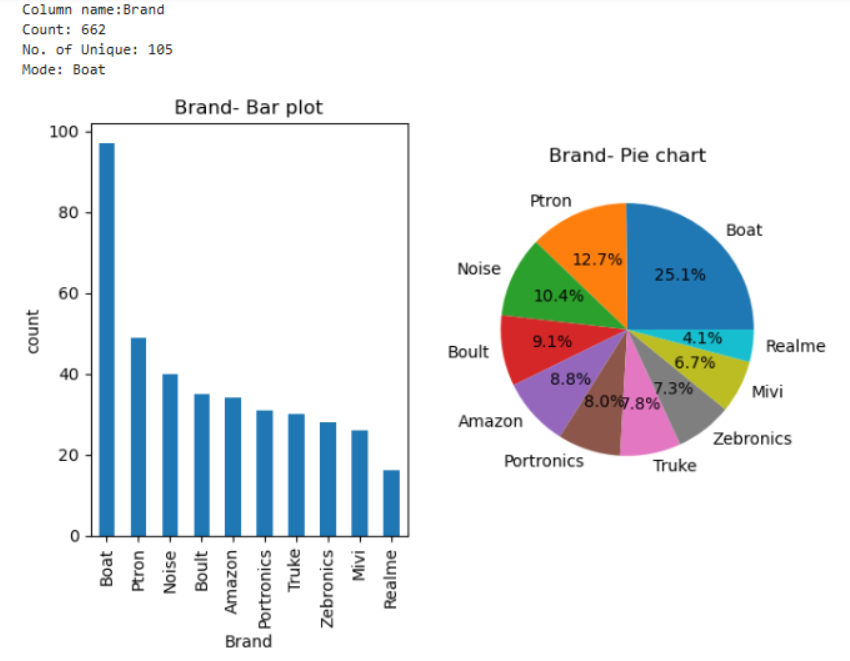 Column name:Brand
Count: 662
No. of Unique: 105
Mode: Boat
Brand- Bar plot
100
80
60
40
20
0
count
Boat
Ptron
Noise
Boult
Amazon
Portronics
Truke
Zebronics
Mivi
Realme
Brand
Brand- Pie chart
Boat
25.1%
Ptron
12.7%
Noise
10.4%
Boult
9.1%
Amazon
8.8%
Portronics
8.0%
Truke
7.8%
Zebronics
7.3%
Mivi
6.7%
Realme
4.1%